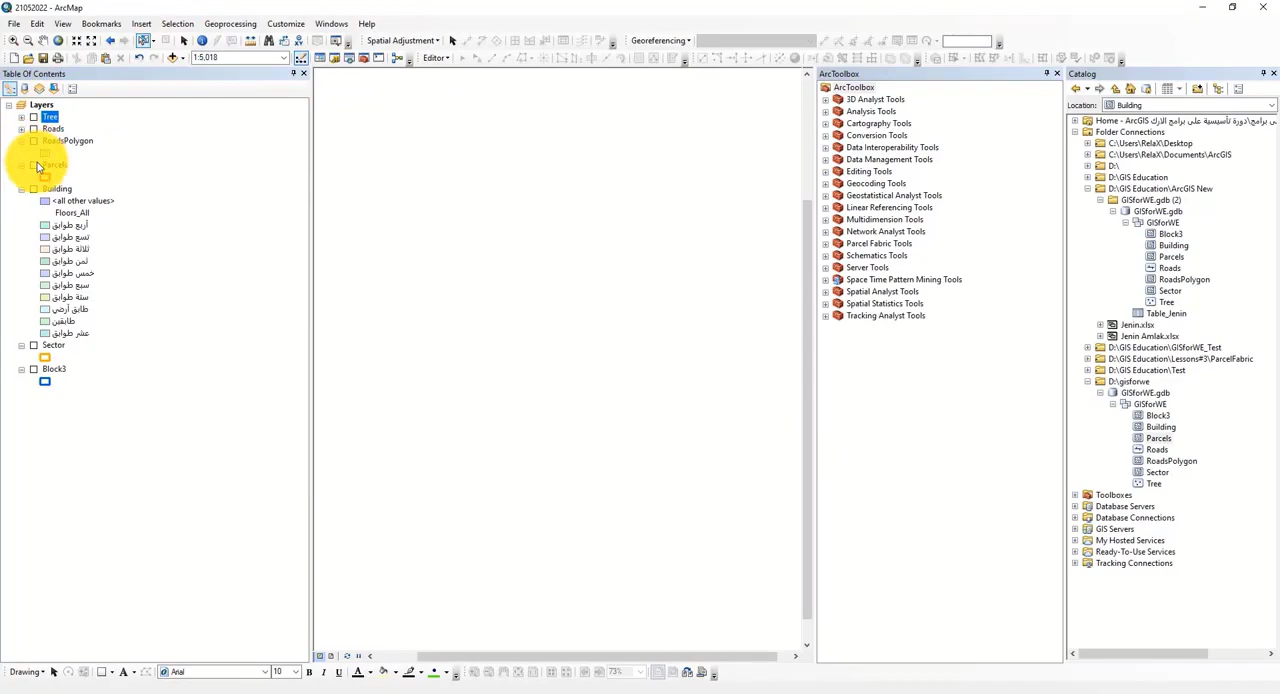 21052022 - ArcMap
File Edit View Bookmarks Insert Selection Geoprocessing Customize Windows Help
Spatial Adjustment
Georeferencing
1:5,018
Editor
Table Of Contents
Layers
Tree
Roads
RoadsPolygon
Parcels
Building
<all other values>
Floors_All
أربع طوابق
تسع طوابق
ثلاثة طوابق
ثمن طوابق
خمس طوابق
سبع طوابق
ستة طوابق
طابق أرضي
طابقين
عشر طوابق
Sector
Block3
ArcToolbox
ArcToolbox
3D Analyst Tools
Analysis Tools
Cartography Tools
Conversion Tools
Data Interoperability Tools
Data Management Tools
Editing Tools
Geocoding Tools
Geostatistical Analyst Tools
Linear Referencing Tools
Multidimension Tools
Network Analyst Tools
Parcel Fabric Tools
Schematics Tools
Server Tools
Space Time Pattern Mining Tools
Spatial Analyst Tools
Spatial Statistics Tools
Tracking Analyst Tools
Catalog
Location: Building
Home - ArcGIS دورة تأسيسية على برامج الارك
Folder Connections
C:\Users\RelaX\Desktop
C:\Users\RelaX\Documents\ArcGIS
D:\
D:\GIS Education
D:\GIS Education\ArcGIS New
GISforWE.gdb (2)
GISforWE.gdb
GISforWE
Block3
Building
Parcels
Roads
RoadsPolygon
Sector
Tree
Table_Jenin
Jenin.xlsx
Jenin Amlak.xlsx
D:\GIS Education\GISforWE_Test
D:\GIS Education\Lessons#3\ParcelFabric
D:\GIS Education\Test
D:\gisforwe
GISforWE.gdb
GISforWE
Block3
Building
Parcels
Roads
RoadsPolygon
Sector
Tree
Toolboxes
Database Servers
Database Connections
GIS Servers
My Hosted Services
Ready-To-Use Services
Tracking Connections
Drawing A Arial 10 B I U A 73%